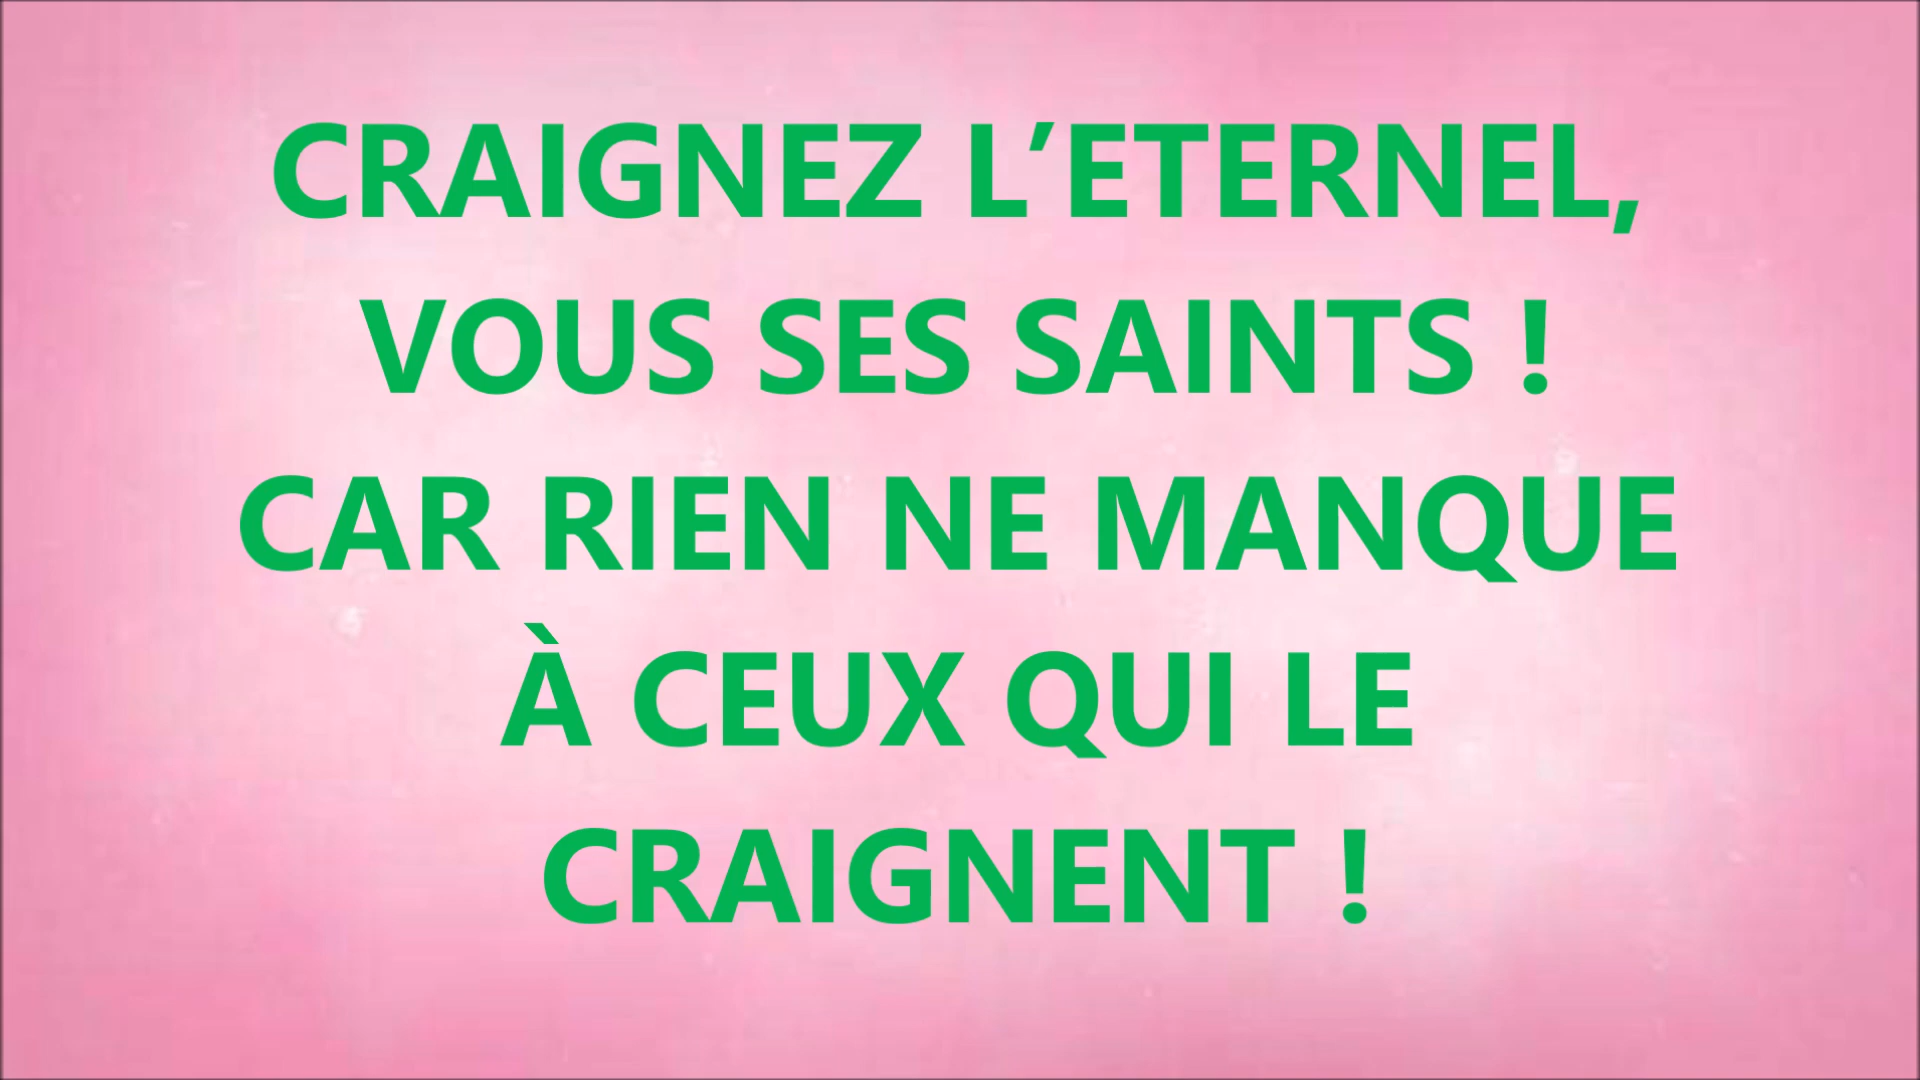 CRAIGNEZ L’ETERNEL,
VOUS SES SAINTS !
CAR RIEN NE MANQUE
À CEUX QUI LE
CRAIGNENT !